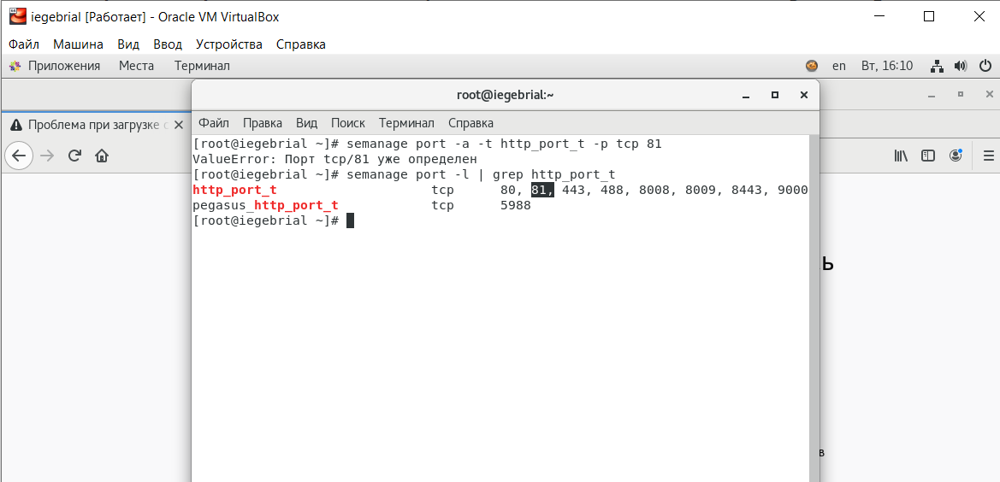 iegebrial [Работает] - Oracle VM VirtualBox
Файл Машина Вид Ввод Устройства Справка
Приложения Места Терминал en Вт, 16:10
root@iegebrial:~
Проблема при загрузке с
Файл Правка Вид Поиск Терминал Справка
[root@iegebrial ~]# semanage port -a -t http_port_t -p tcp 81
ValueError: Порт tcp/81 уже определен
[root@iegebrial ~]# semanage port -l | grep http_port_t
http_port_t tcp 80, 81, 443, 488, 8008, 8009, 8443, 9000
pegasus_http_port_t tcp 5988
[root@iegebrial ~]#
ь
в